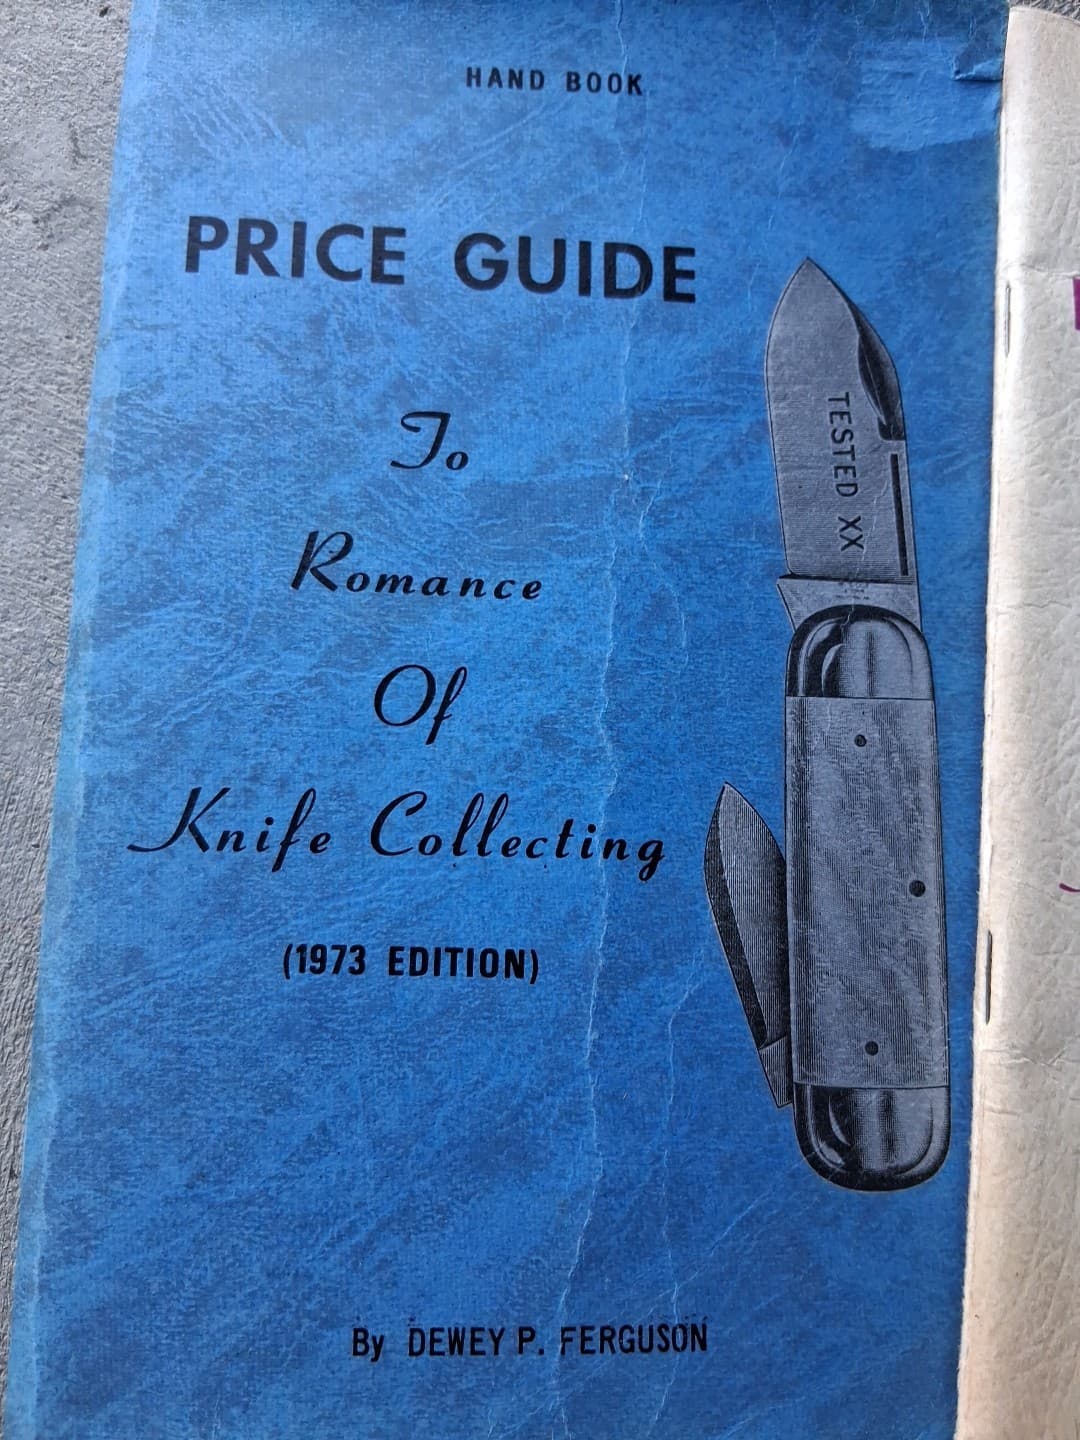 HAND BOOK
PRICE GUIDE
To
Romance
Of
Knife Collecting
(1973 EDITION)
TESTED XX
By DEWEY P. FERGUSON